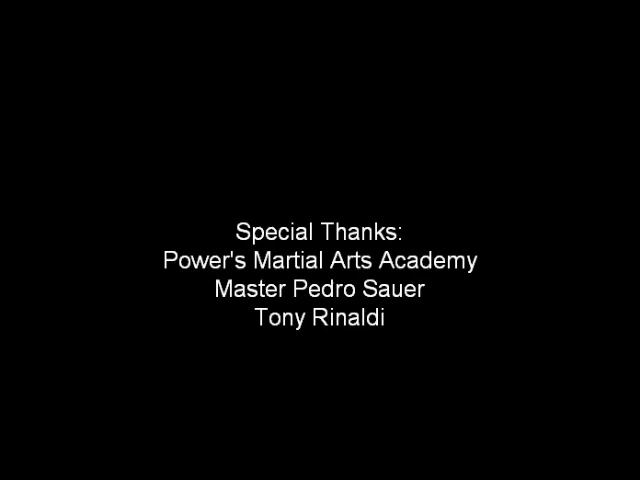 Special Thanks:
Power's Martial Arts Academy
Master Pedro Sauer
Tony Rinaldi